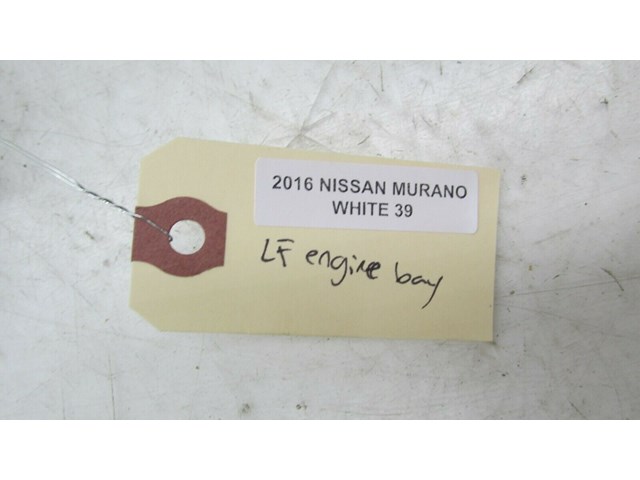 2016 NISSAN MURANO
WHITE 39
LF engine bay